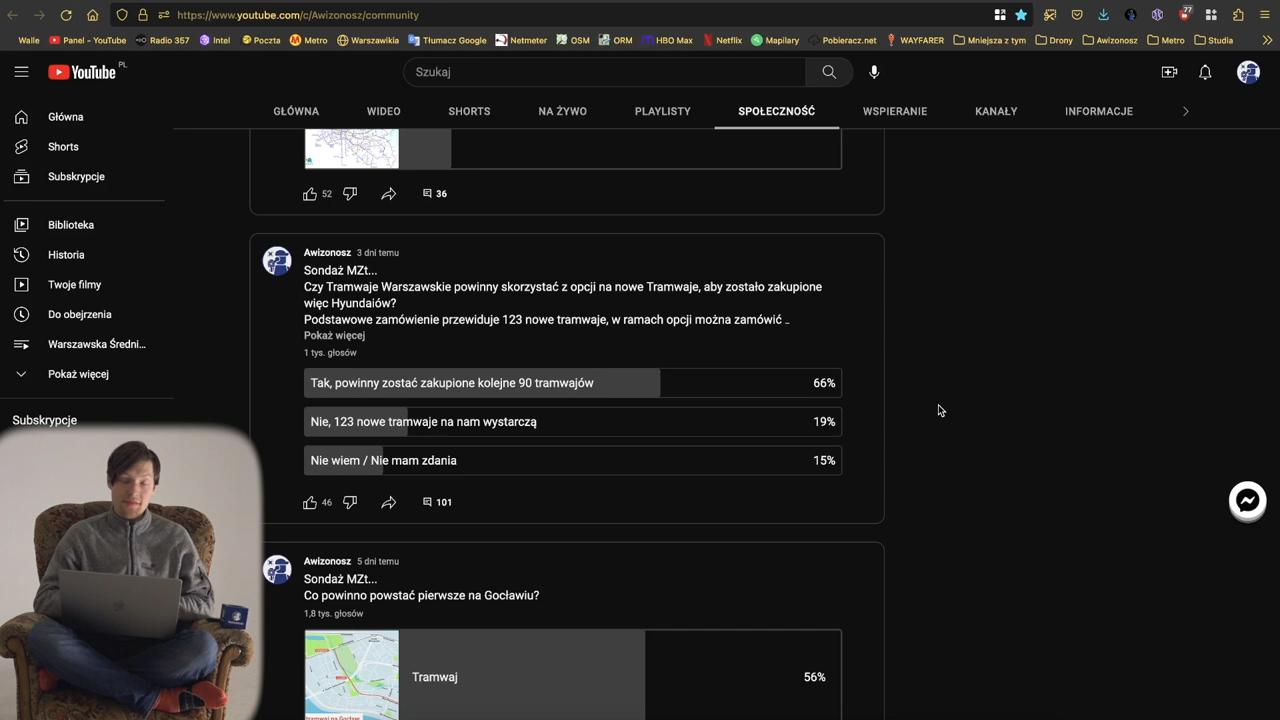 https://www.youtube.com/c/Awizonosz/community
77
Walle
Panel - YouTube
Radio 357
Intel
Poczta
Metro
Warszawikia
Tłumacz Google
Netmeter
OSM
ORM
HBO Max
Netflix
Mapilary
Pobieracz.net
WAYFARER
Mniejsza z tym
Drony
Awizonosz
Metro
Studia
YouTube PL
Szukaj
GŁÓWNA
WIDEO
SHORTS
NA ŻYWO
PLAYLISTY
SPOŁECZNOŚĆ
WSPIERANIE
KANAŁY
INFORMACJE
Główna
Shorts
Subskrypcje
Biblioteka
Historia
Twoje filmy
Do obejrzenia
Warszawska Średni...
Pokaż więcej
Subskrypcje
52
36
Awizonosz 3 dni temu
Sondaż MZt...
Czy Tramwaje Warszawskie powinny skorzystać z opcji na nowe Tramwaje, aby zostało zakupione
więc Hyundaiów?
Podstawowe zamówienie przewiduje 123 nowe tramwaje, w ramach opcji można zamówić ..
Pokaż więcej
1 tys. głosów
Tak, powinny zostać zakupione kolejne 90 tramwajów 66%
Nie, 123 nowe tramwaje na nam wystarczą 19%
Nie wiem / Nie mam zdania 15%
46
101
Awizonosz 5 dni temu
Sondaż MZt...
Co powinno powstać pierwsze na Gocławiu?
1,8 tys. głosów
Tramwaj 56%
tramwaj na Gocław